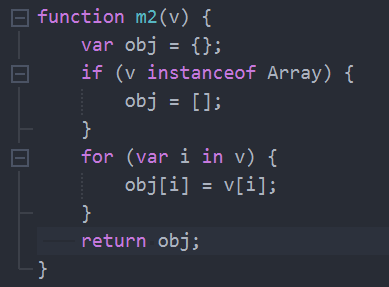 function m2(v) {
    var obj = {};
    if (v instanceof Array) {
        obj = [];
    }
    for (var i in v) {
        obj[i] = v[i];
    }
    return obj;
}